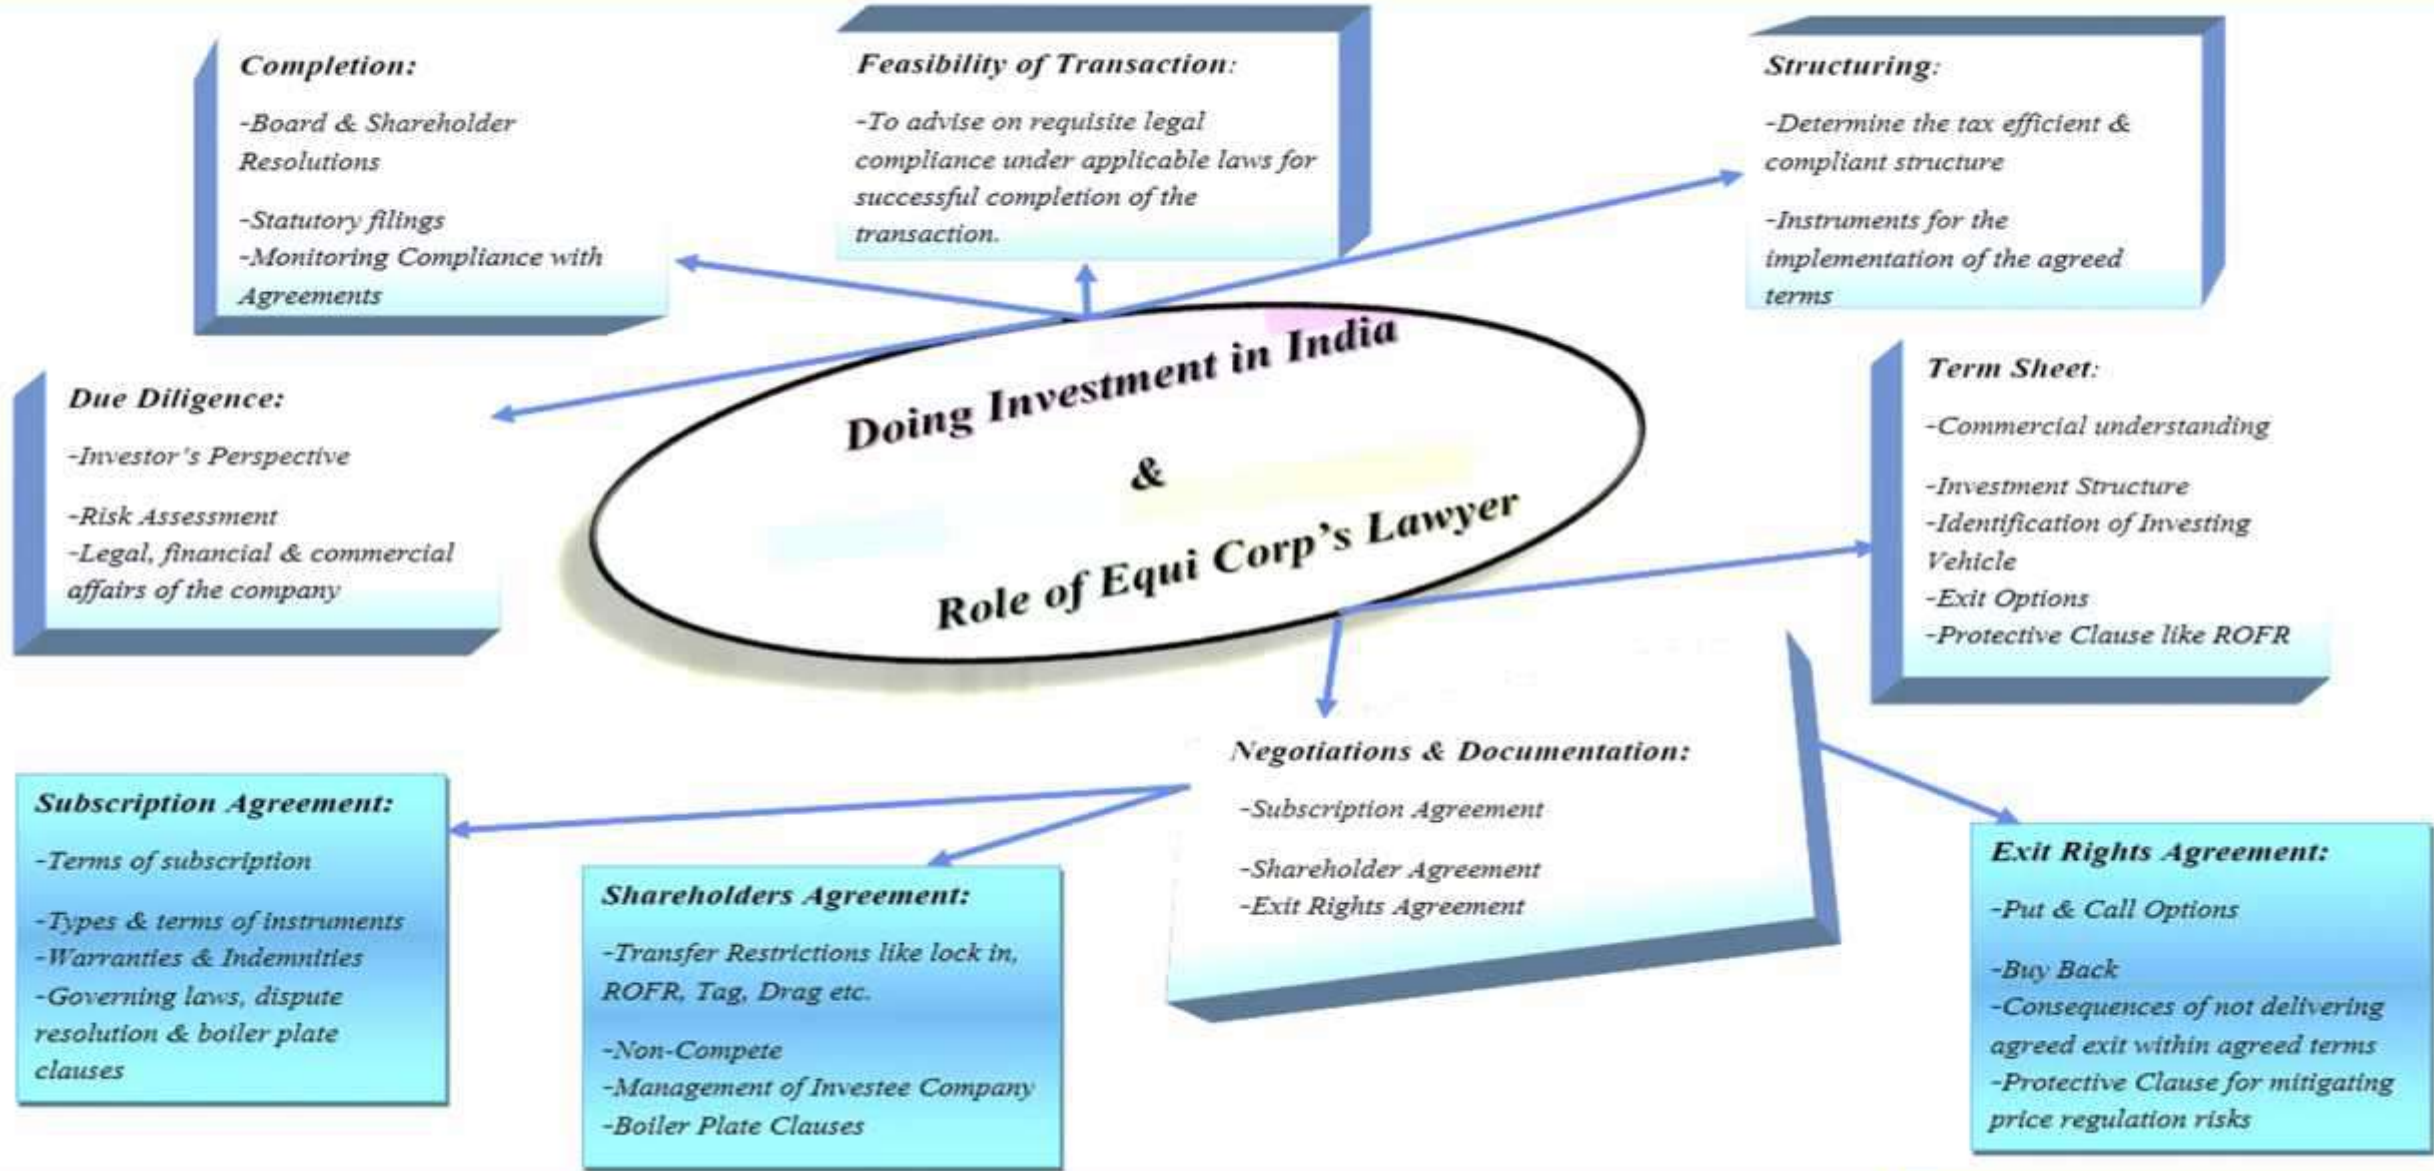 Completion:
-Board & Shareholder
Resolutions
-Statutory filings
-Monitoring Compliance with
Agreements
Feasibility of Transaction:
-To advise on requisite legal
compliance under applicable laws for
successful completion of the
transaction.
Structuring:
-Determine the tax efficient &
compliant structure
-Instruments for the
implementation of the agreed
terms
Due Diligence:
-Investor's Perspective
-Risk Assessment
-Legal, financial & commercial
affairs of the company
Doing Investment in India
&
Role of Equi Corp's Lawyer
Term Sheet:
-Commercial understanding
-Investment Structure
-Identification of Investing
Vehicle
-Exit Options
-Protective Clause like ROFR
Negotiations & Documentation:
-Subscription Agreement
-Shareholder Agreement
-Exit Rights Agreement
Subscription Agreement:
-Terms of subscription
-Types & terms of instruments
-Warranties & Indemnities
-Governing laws, dispute
resolution & boiler plate
clauses
Shareholders Agreement:
-Transfer Restrictions like lock in,
ROFR, Tag, Drag etc.
-Non-Compete
-Management of Investee Company
-Boiler Plate Clauses
Exit Rights Agreement:
-Put & Call Options
-Buy Back
-Consequences of not delivering
agreed exit within agreed terms
-Protective Clause for mitigating
price regulation risks